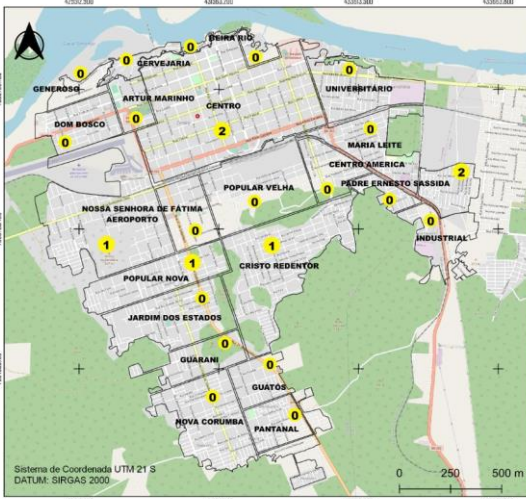 BEIRA RIO
0
0
CERVEJARIA
0
0
GENEROSO
0
ARTUR MARINHO
UNIVERSITÁRIO
CENTRO
0
DOM BOSCO
2
0
0
MARIA LEITE
CENTRO AMERICA
2
POPULAR VELHA
PADRE ERNESTO SASSIDA
0
0
0
NOSSA SENHORA DE FÁTIMA
AEROPORTO
0
0
INDUSTRIAL
1
1
1
CRISTO REDENTOR
POPULAR NOVA
0
JARDIM DOS ESTADOS
0
GUARANI
0
GUATÓS
0
NOVA CORUMBA
0
PANTANAL
Sistema de Coordenada UTM 21 S
DATUM: SIRGAS 2000
0 250 500 m